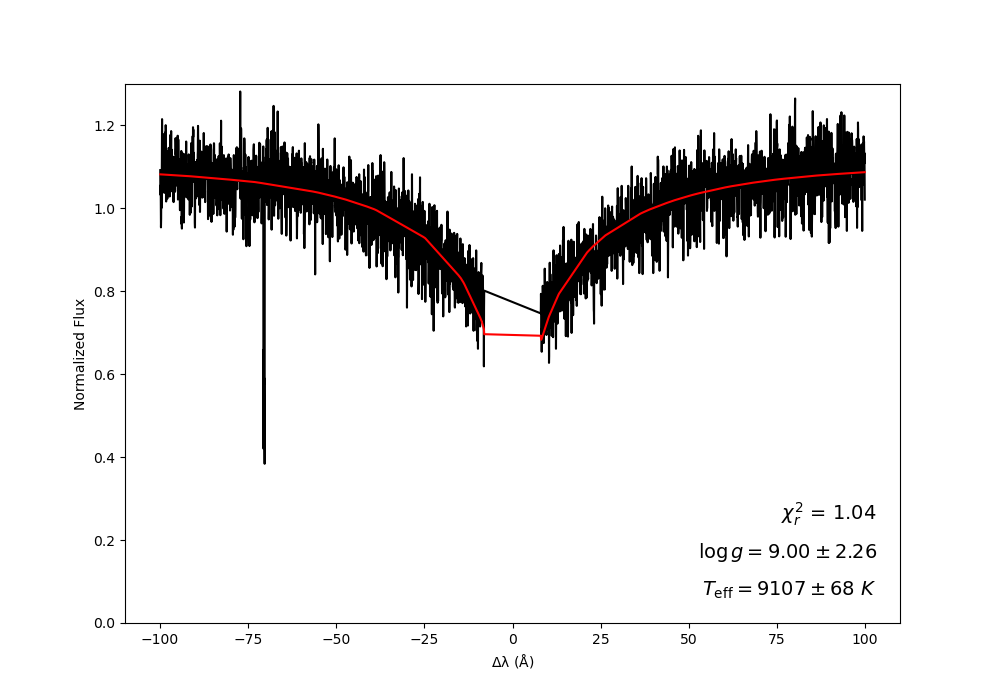 Normalized Flux
1.2
1.0
0.8
0.6
0.4
0.2
0.0
χ²ᵣ = 1.04
log g = 9.00 ± 2.26
T_eff = 9107 ± 68 K
−100 −75 −50 −25 0 25 50 75 100
Δλ (Å)